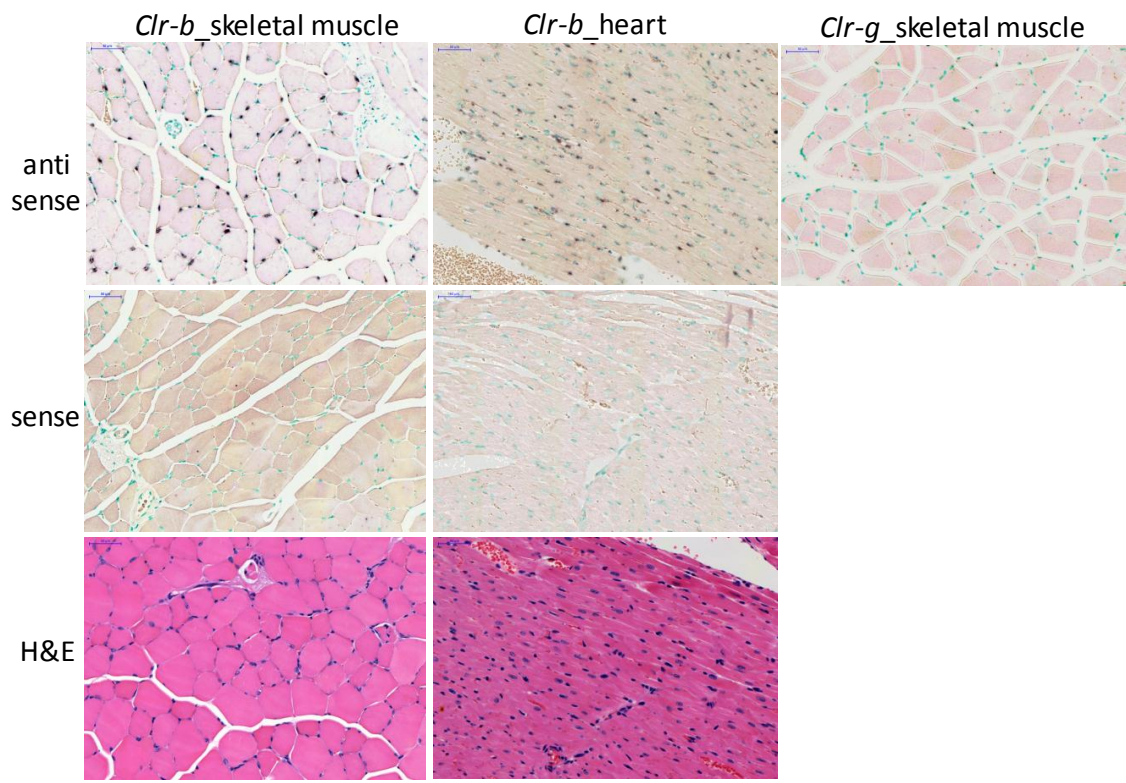 Clr-b_skeletal muscle
Clr-b_heart
Clr-g_skeletal muscle
anti
sense
sense
H&E